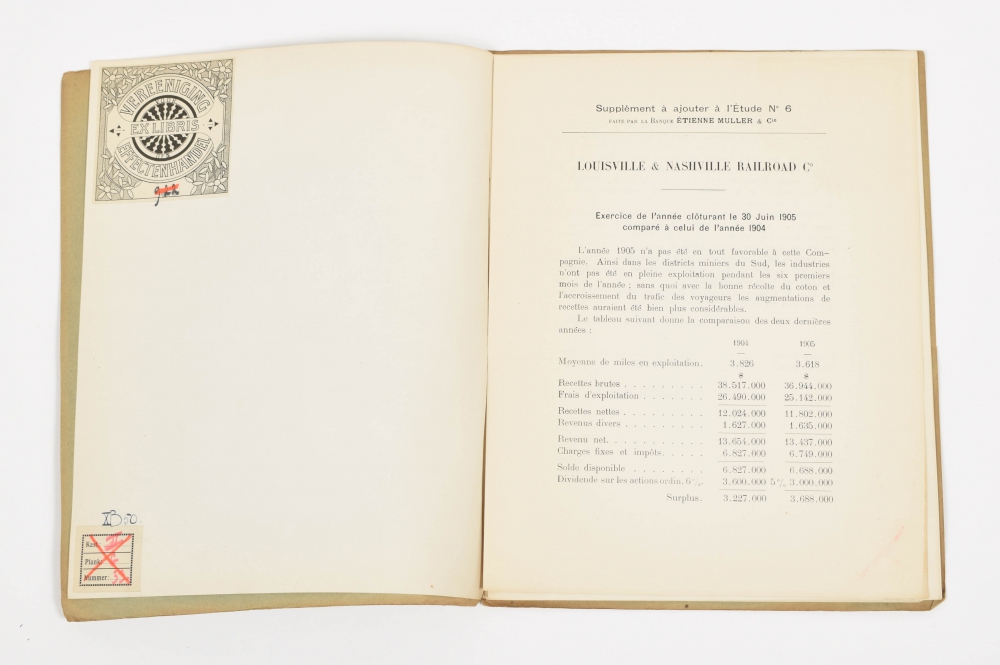 VEREENIGING
VOOR
EX LIBRIS
DEN
EFFECTENHANDEL
XB50.
Kast
Plank
Nummer:
Supplément à ajouter à l'Étude N° 6
FAITE PAR LA BANQUE ÉTIENNE MULLER & Cie
LOUISVILLE & NASHVILLE RAILROAD C°
Exercice de l'année clôturant le 30 Juin 1905
comparé à celui de l'année 1904
L'année 1905 n'a pas été en tout favorable à cette Com-
pagnie. Ainsi dans les districts miniers du Sud, les industries
n'ont pas été en pleine exploitation pendant les six premiers
mois de l'année ; sans quoi avec la bonne récolte du coton et
l'accroissement du trafic des voyageurs les augmentations de
recettes auraient été bien plus considérables.
Le tableau suivant donne la comparaison des deux dernières
années :
1904 1905
Moyenne de miles en exploitation. 3.826 3.618
$ $
Recettes brutes . . . . . . . . . 38.517.000 36.944.000
Frais d'exploitation . . . . . . . 26.490.000 25.142.000
Recettes nettes . . . . . . . . . 12.024.000 11.802.000
Revenus divers . . . . . . . . . 1.627.000 1.635.000
Revenu net. . . . . . . . . . . 13.654.000 13.437.000
Charges fixes et impôts. . . . . 6.827.000 6.749.000
Solde disponible . . . . . . . . 6.827.000 6.688.000
Dividende sur les actions ordin. 6 % 3.600.000 5 % 3.000.000
Surplus. 3.227.000 3.688.000